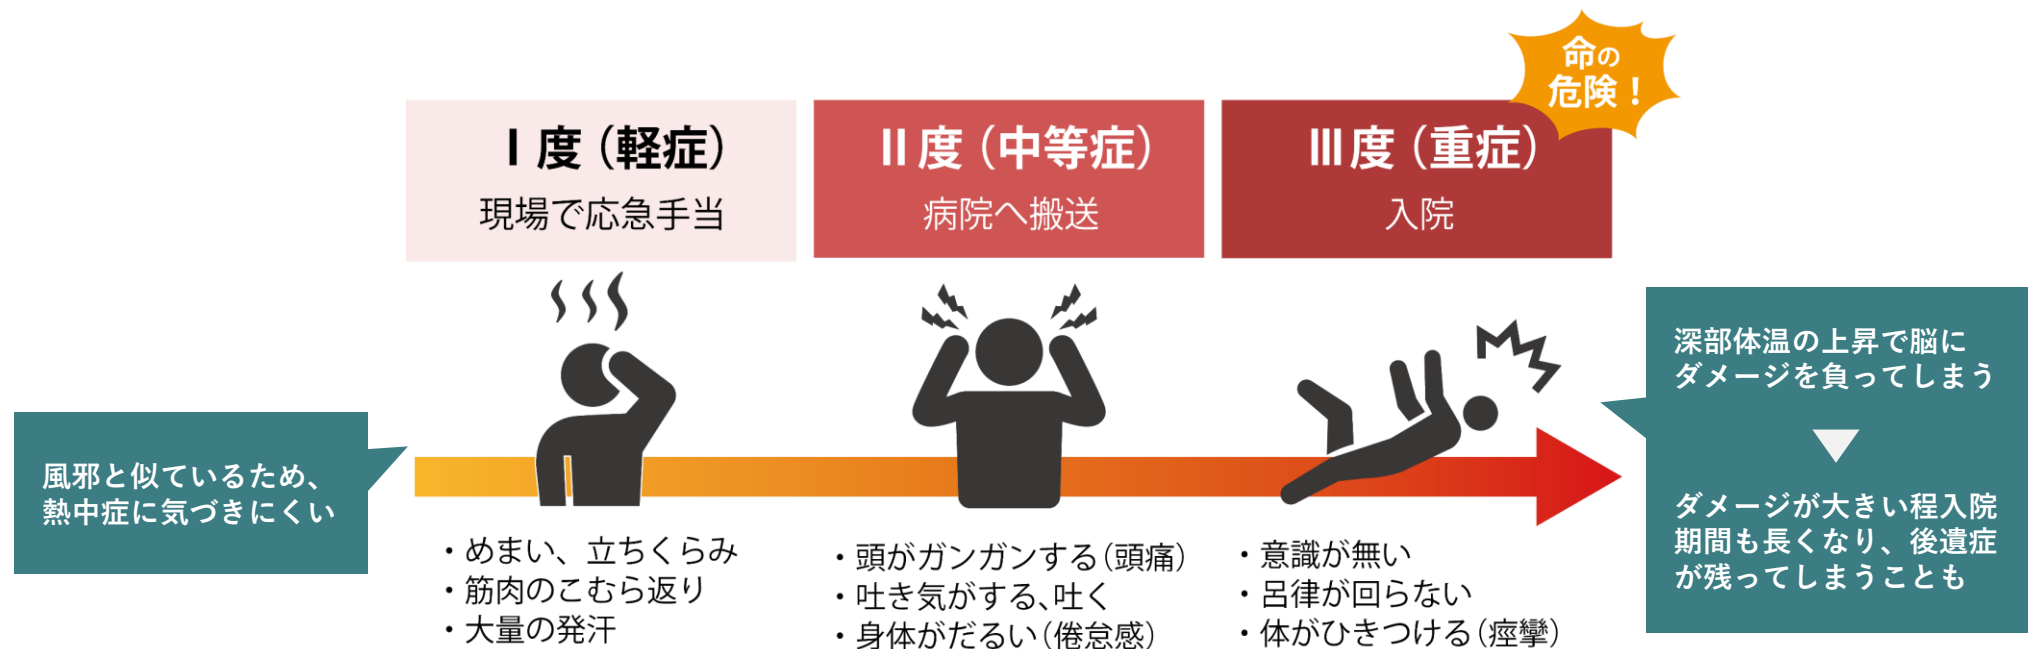 命の
危険！
Ⅰ度（軽症）
現場で応急手当
Ⅱ度（中等症）
病院へ搬送
Ⅲ度（重症）
入院
風邪と似ているため、
熱中症に気づきにくい
・めまい、立ちくらみ
・筋肉のこむら返り
・大量の発汗
・頭がガンガンする（頭痛）
・吐き気がする、吐く
・身体がだるい（倦怠感）
・意識が無い
・呂律が回らない
・体がひきつける（痙攣）
深部体温の上昇で脳に
ダメージを負ってしまう
ダメージが大きい程入院
期間も長くなり、後遺症
が残ってしまうことも